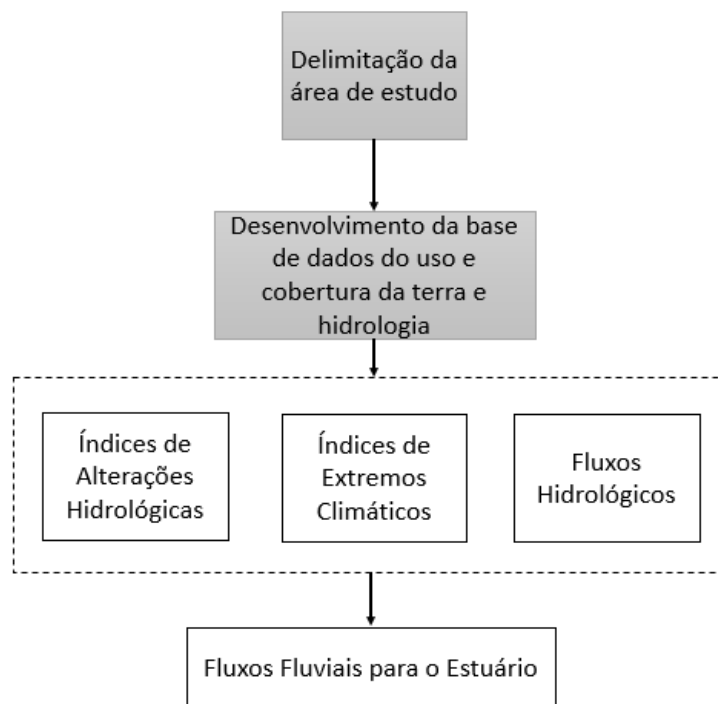 Delimitação da
área de estudo
Desenvolvimento da base
de dados do uso e
cobertura da terra e
hidrologia
Índices de
Alterações
Hidrológicas
Índices de
Extremos
Climáticos
Fluxos
Hidrológicos
Fluxos Fluviais para o Estuário